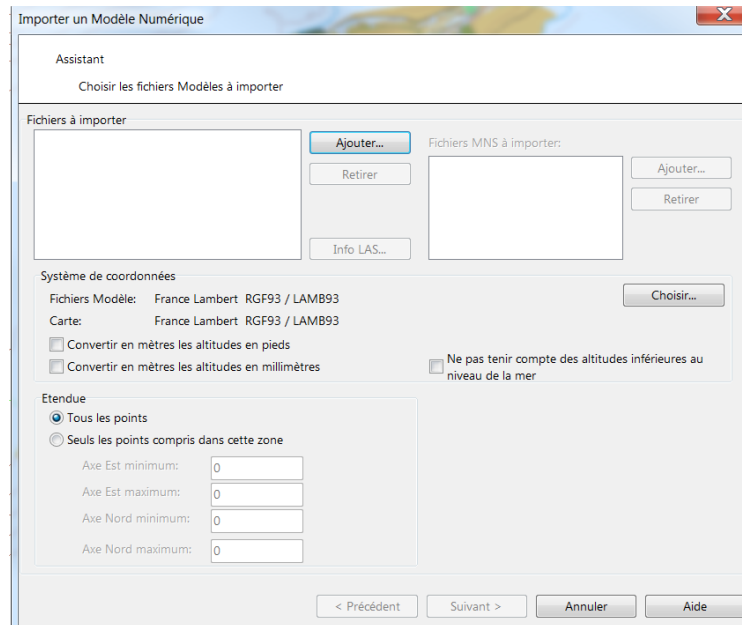 Importer un Modèle Numérique
Assistant
Choisir les fichiers Modèles à importer
Fichiers à importer
Ajouter...
Retirer
Info LAS...
Fichiers MNS à importer:
Ajouter...
Retirer
Système de coordonnées
Fichiers Modèle: France Lambert RGF93 / LAMB93
Choisir...
Carte: France Lambert RGF93 / LAMB93
Convertir en mètres les altitudes en pieds
Convertir en mètres les altitudes en millimètres
Ne pas tenir compte des altitudes inférieures au
niveau de la mer
Etendue
Tous les points
Seuls les points compris dans cette zone
Axe Est minimum: 0
Axe Est maximum: 0
Axe Nord minimum: 0
Axe Nord maximum: 0
< Précédent Suivant > Annuler Aide